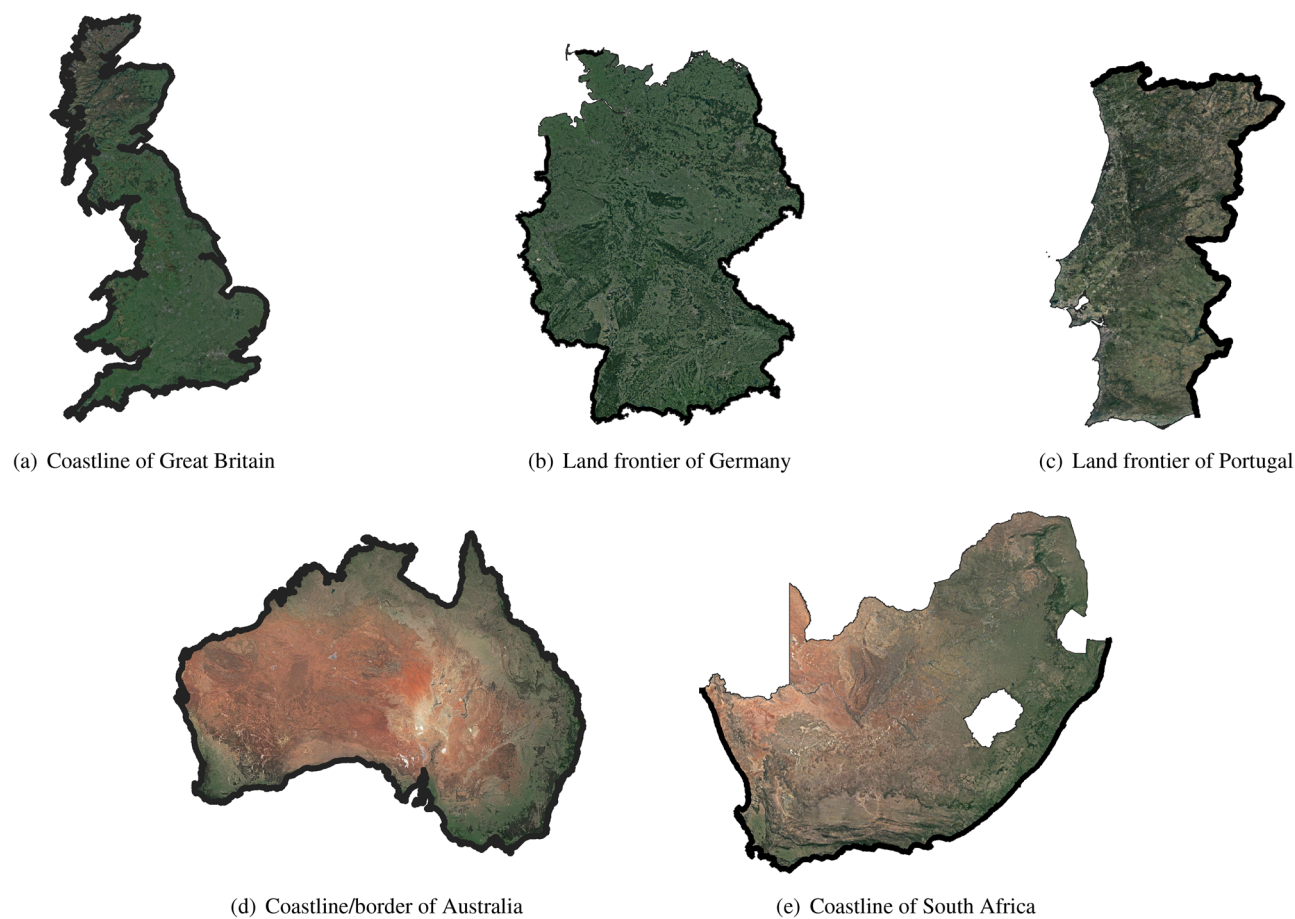 (a) Coastline of Great Britain
(b) Land frontier of Germany
(c) Land frontier of Portugal
(d) Coastline/border of Australia
(e) Coastline of South Africa